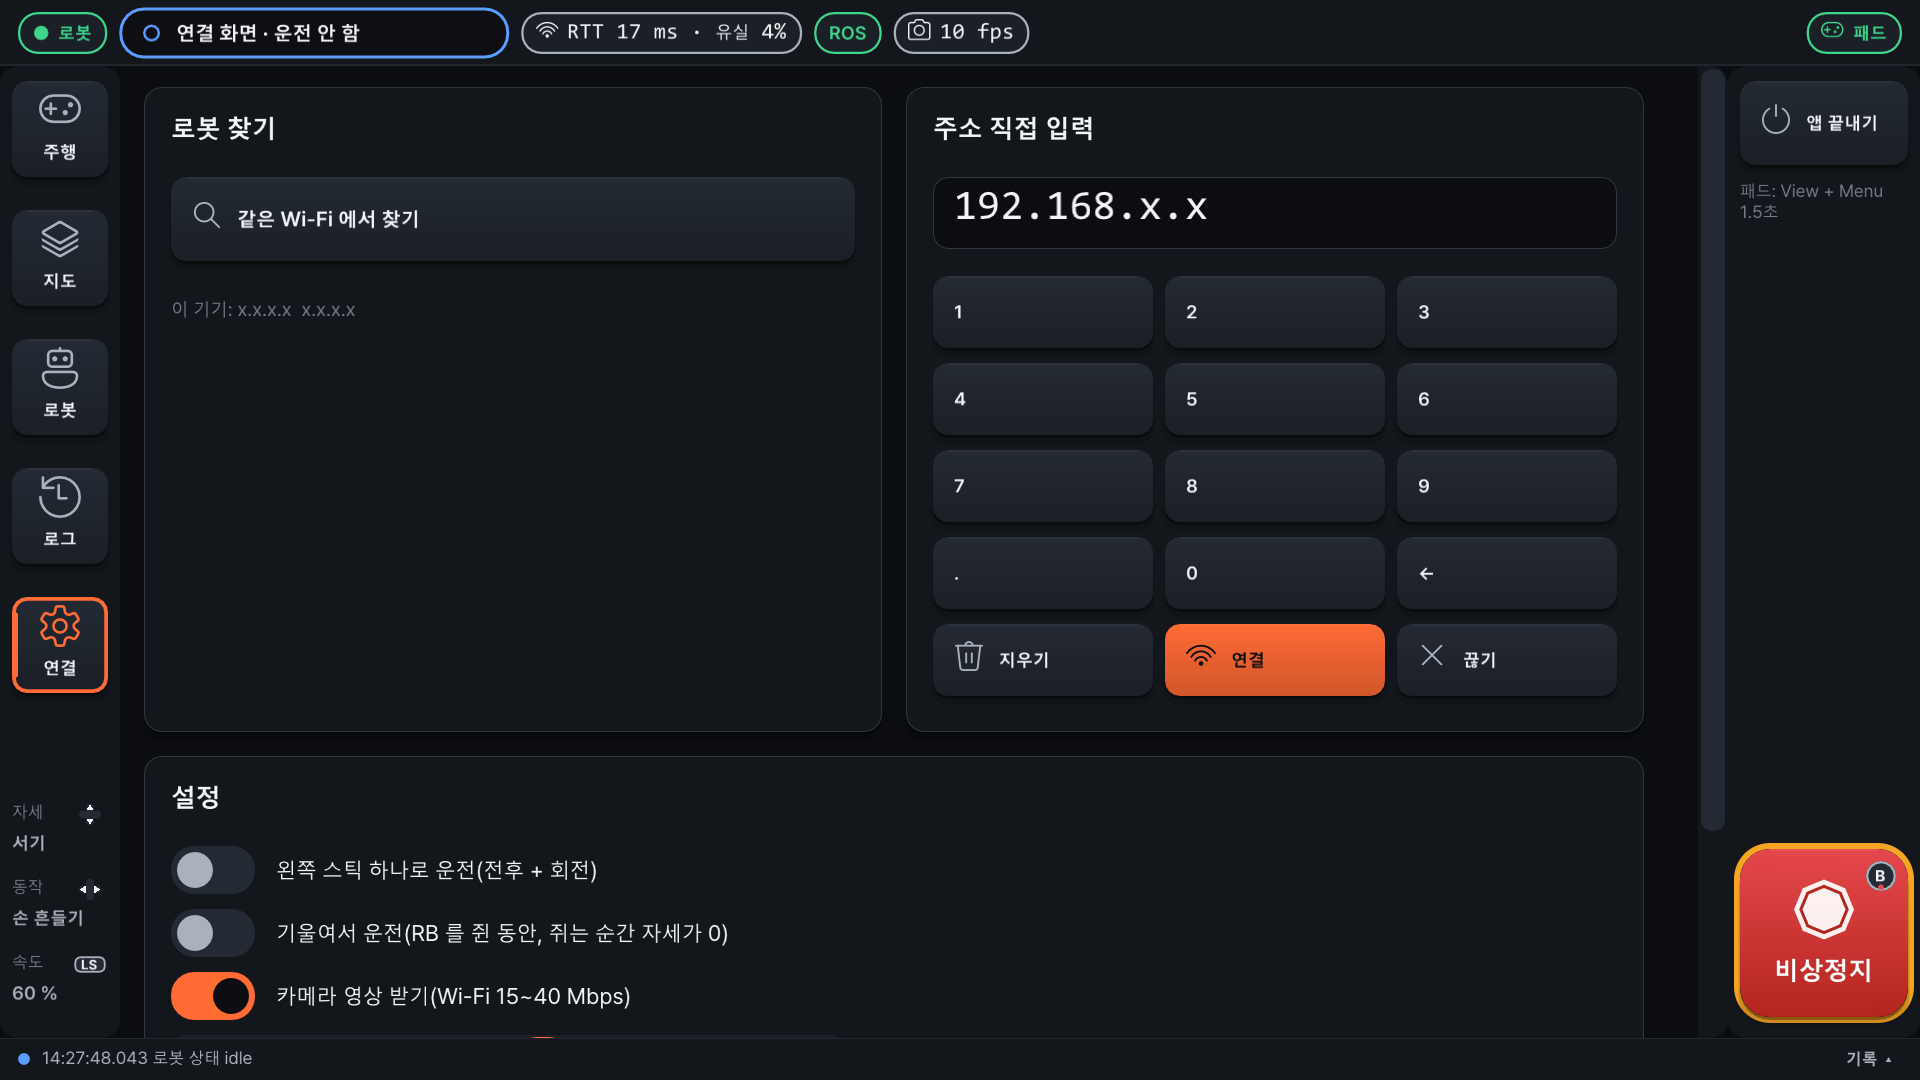 로봇
연결 화면 · 운전 안 함
RTT 17 ms · 유실 4%
ROS
10 fps
패드
주행
지도
로봇
로그
연결
자세
서기
동작
손 흔들기
속도
LS
60 %
로봇 찾기
같은 Wi-Fi 에서 찾기
이 기기: x.x.x.x x.x.x.x
주소 직접 입력
192.168.x.x
1 2 3
4 5 6
7 8 9
. 0 ←
지우기 연결 끊기
설정
왼쪽 스틱 하나로 운전(전후 + 회전)
기울여서 운전(RB 를 쥔 동안, 쥐는 순간 자세가 0)
카메라 영상 받기(Wi-Fi 15~40 Mbps)
앱 끝내기
패드: View + Menu
1.5초
B
비상정지
14:27:48.043 로봇 상태 idle
기록